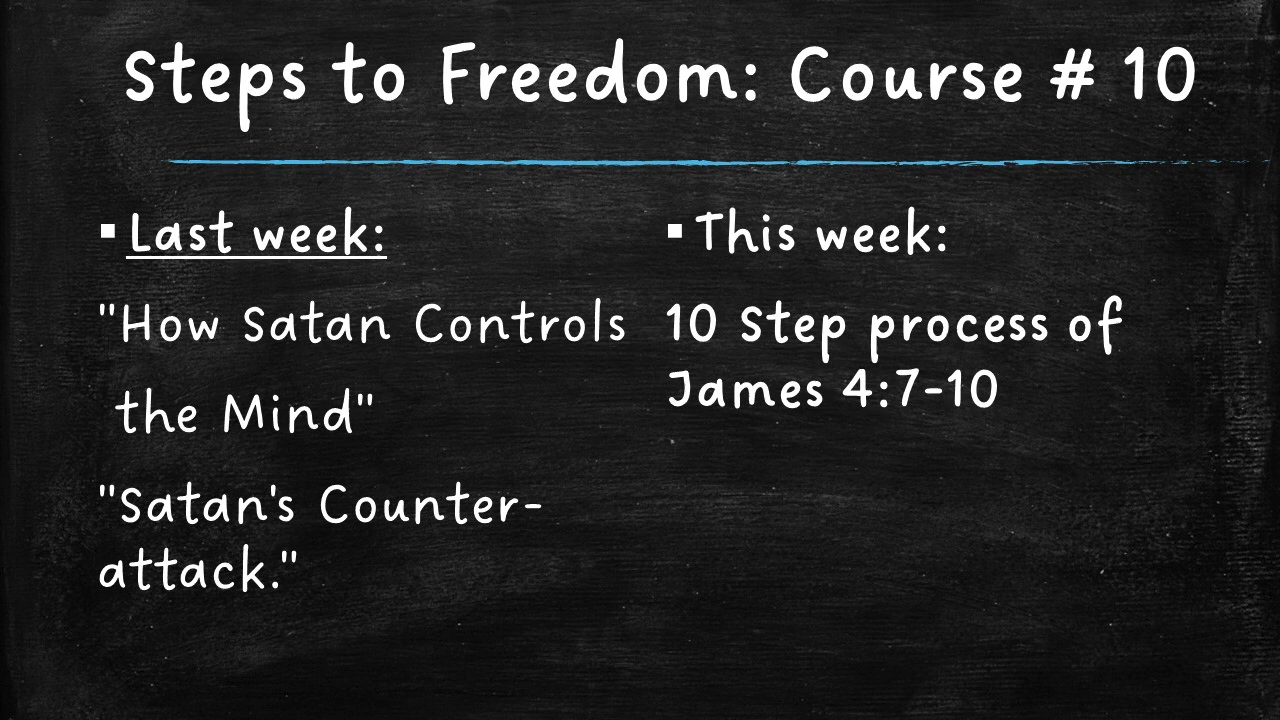 Steps to Freedom: Course # 10
▪ Last week:
"How Satan Controls
the Mind"
"Satan's Counter-
attack."
▪ This week:
10 Step process of
James 4:7-10